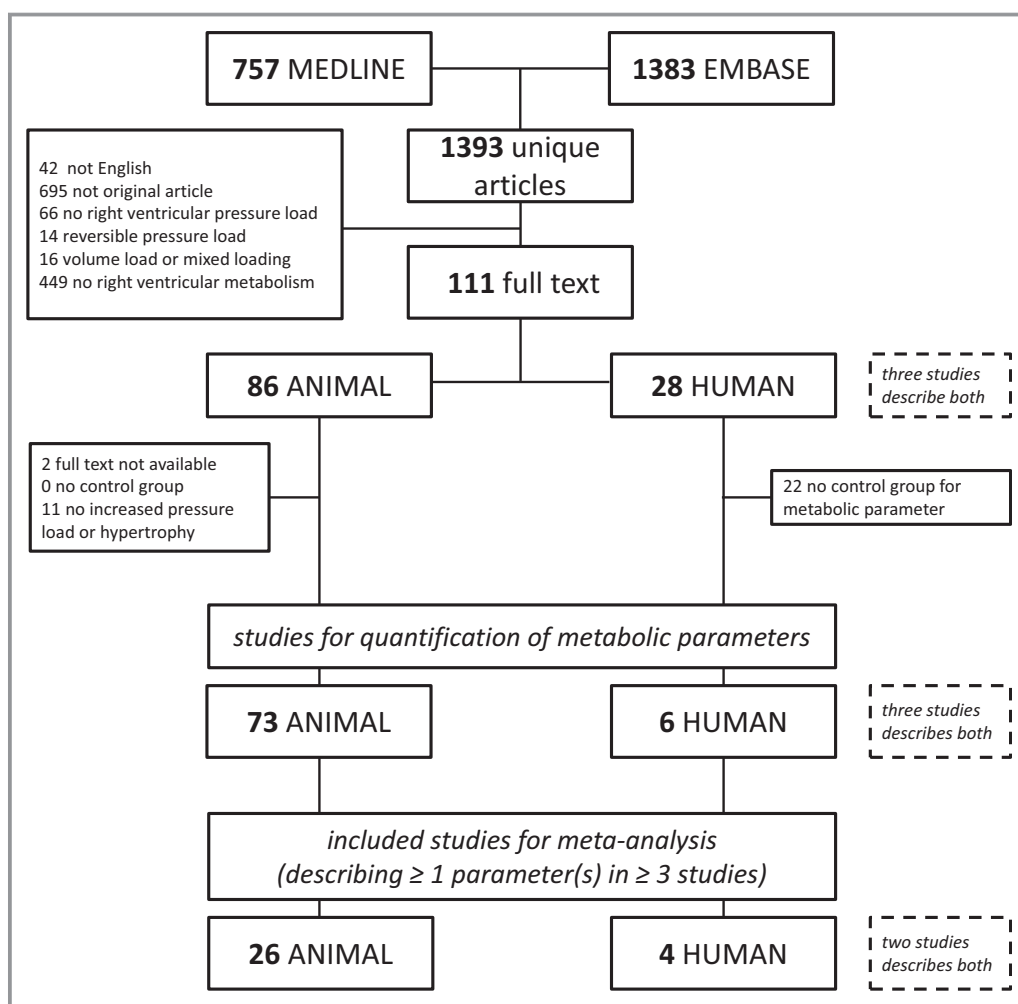 757 MEDLINE
1383 EMBASE
1393 unique
articles
42 not English
695 not original article
66 no right ventricular pressure load
14 reversible pressure load
16 volume load or mixed loading
449 no right ventricular metabolism
111 full text
86 ANIMAL
28 HUMAN
three studies
describe both
2 full text not available
0 no control group
11 no increased pressure
load or hypertrophy
22 no control group for
metabolic parameter
studies for quantification of metabolic parameters
73 ANIMAL
6 HUMAN
three studies
describes both
included studies for meta-analysis
(describing ≥ 1 parameter(s) in ≥ 3 studies)
26 ANIMAL
4 HUMAN
two studies
describes both